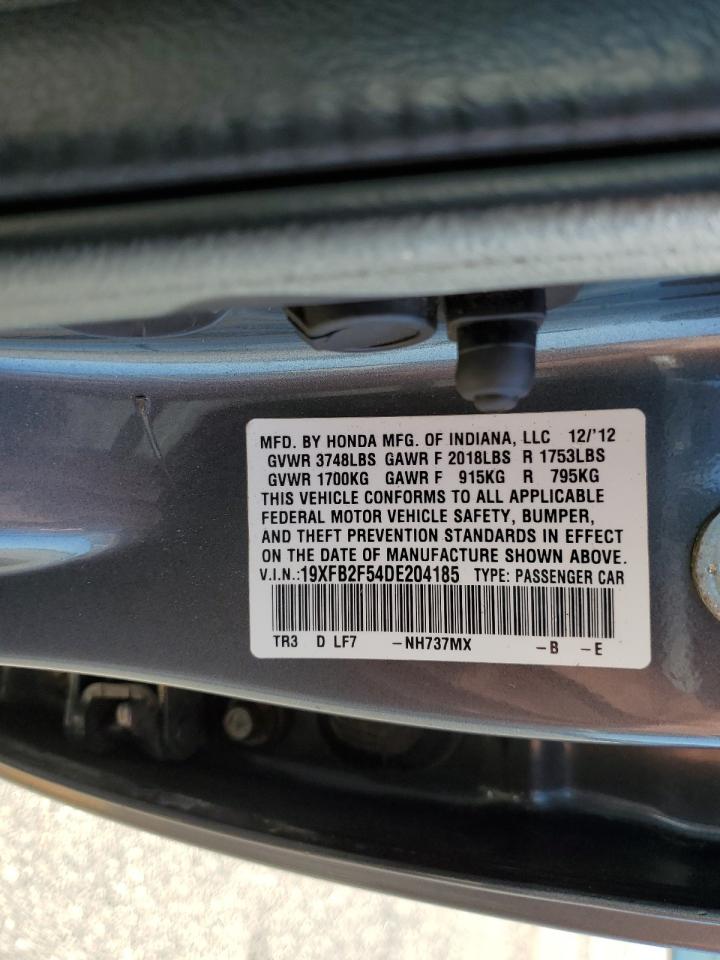 MFD. BY HONDA MFG. OF INDIANA, LLC 12/'12
GVWR 3748LBS GAWR F 2018LBS R 1753LBS
GVWR 1700KG GAWR F 915KG R 795KG
THIS VEHICLE CONFORMS TO ALL APPLICABLE
FEDERAL MOTOR VEHICLE SAFETY, BUMPER,
AND THEFT PREVENTION STANDARDS IN EFFECT
ON THE DATE OF MANUFACTURE SHOWN ABOVE.
V.I.N.:19XFB2F54DE204185 TYPE: PASSENGER CAR
TR3 D LF7 -NH737MX -B -E